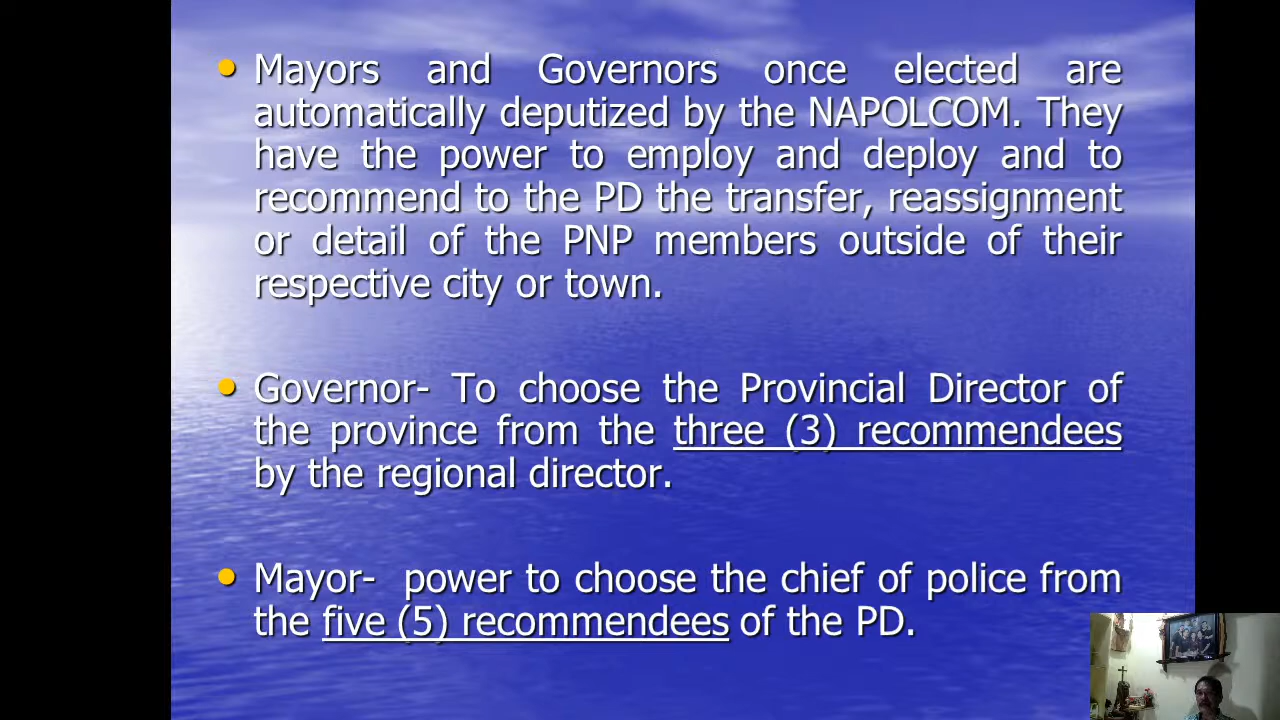 Mayors and Governors once elected are
automatically deputized by the NAPOLCOM. They
have the power to employ and deploy and to
recommend to the PD the transfer, reassignment
or detail of the PNP members outside of their
respective city or town.
Governor- To choose the Provincial Director of
the province from the three (3) recommendees
by the regional director.
Mayor- power to choose the chief of police from
the five (5) recommendees of the PD.